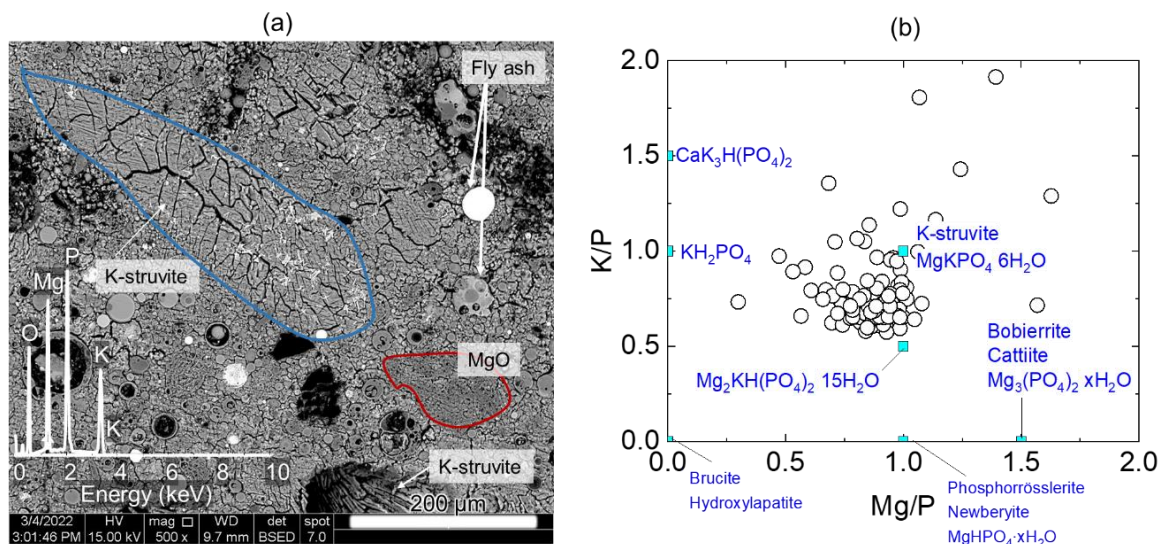 (a)
Fly ash
K-struvite
P
Mg
O
K
K
MgO
K-struvite
0 2 4 6 8 10
Energy (keV)
200 µm
3/4/2022 HV mag □ WD det spot
3:01:46 PM 15.00 kV 500 x 9.7 mm BSED 7.0
(b)
2.0
1.5
1.0
0.5
0.0
K/P
CaK₃H(PO₄)₂
KH₂PO₄
K-struvite
MgKPO₄ 6H₂O
Mg₂KH(PO₄)₂ 15H₂O
Bobierrite
Cattiite
Mg₃(PO₄)₂ xH₂O
0.0 0.5 1.0 1.5 2.0
Mg/P
Brucite
Hydroxylapatite
Phosphorrösslerite
Newberyite
MgHPO₄·xH₂O